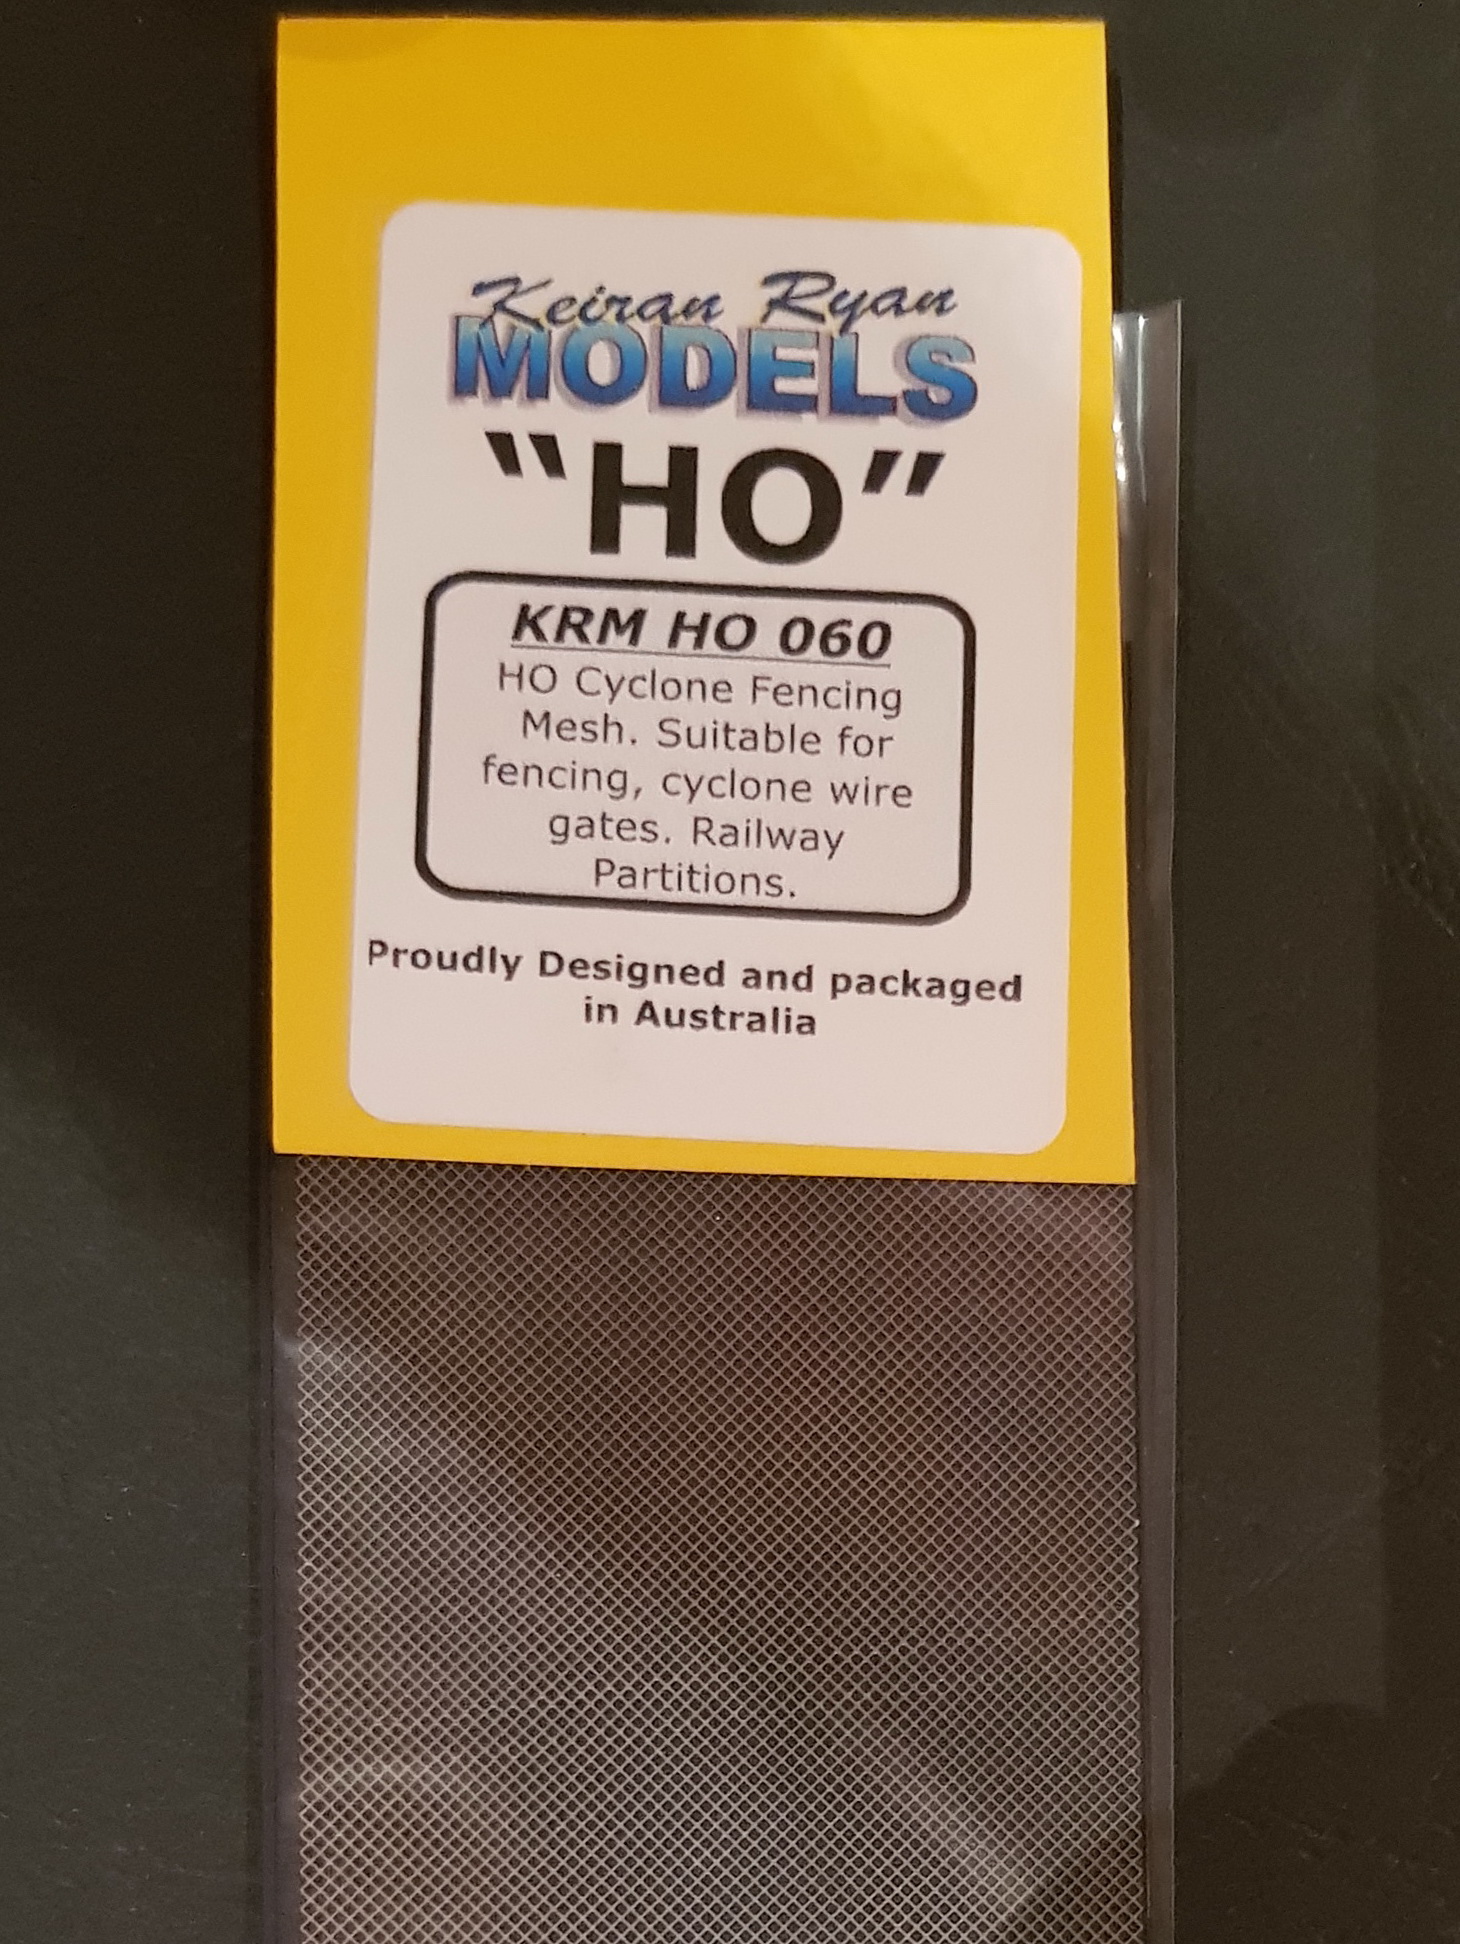 Keiran Ryan
MODELS
"HO"
KRM HO 060
HO Cyclone Fencing
Mesh. Suitable for
fencing, cyclone wire
gates. Railway
Partitions.
Proudly Designed and packaged
in Australia